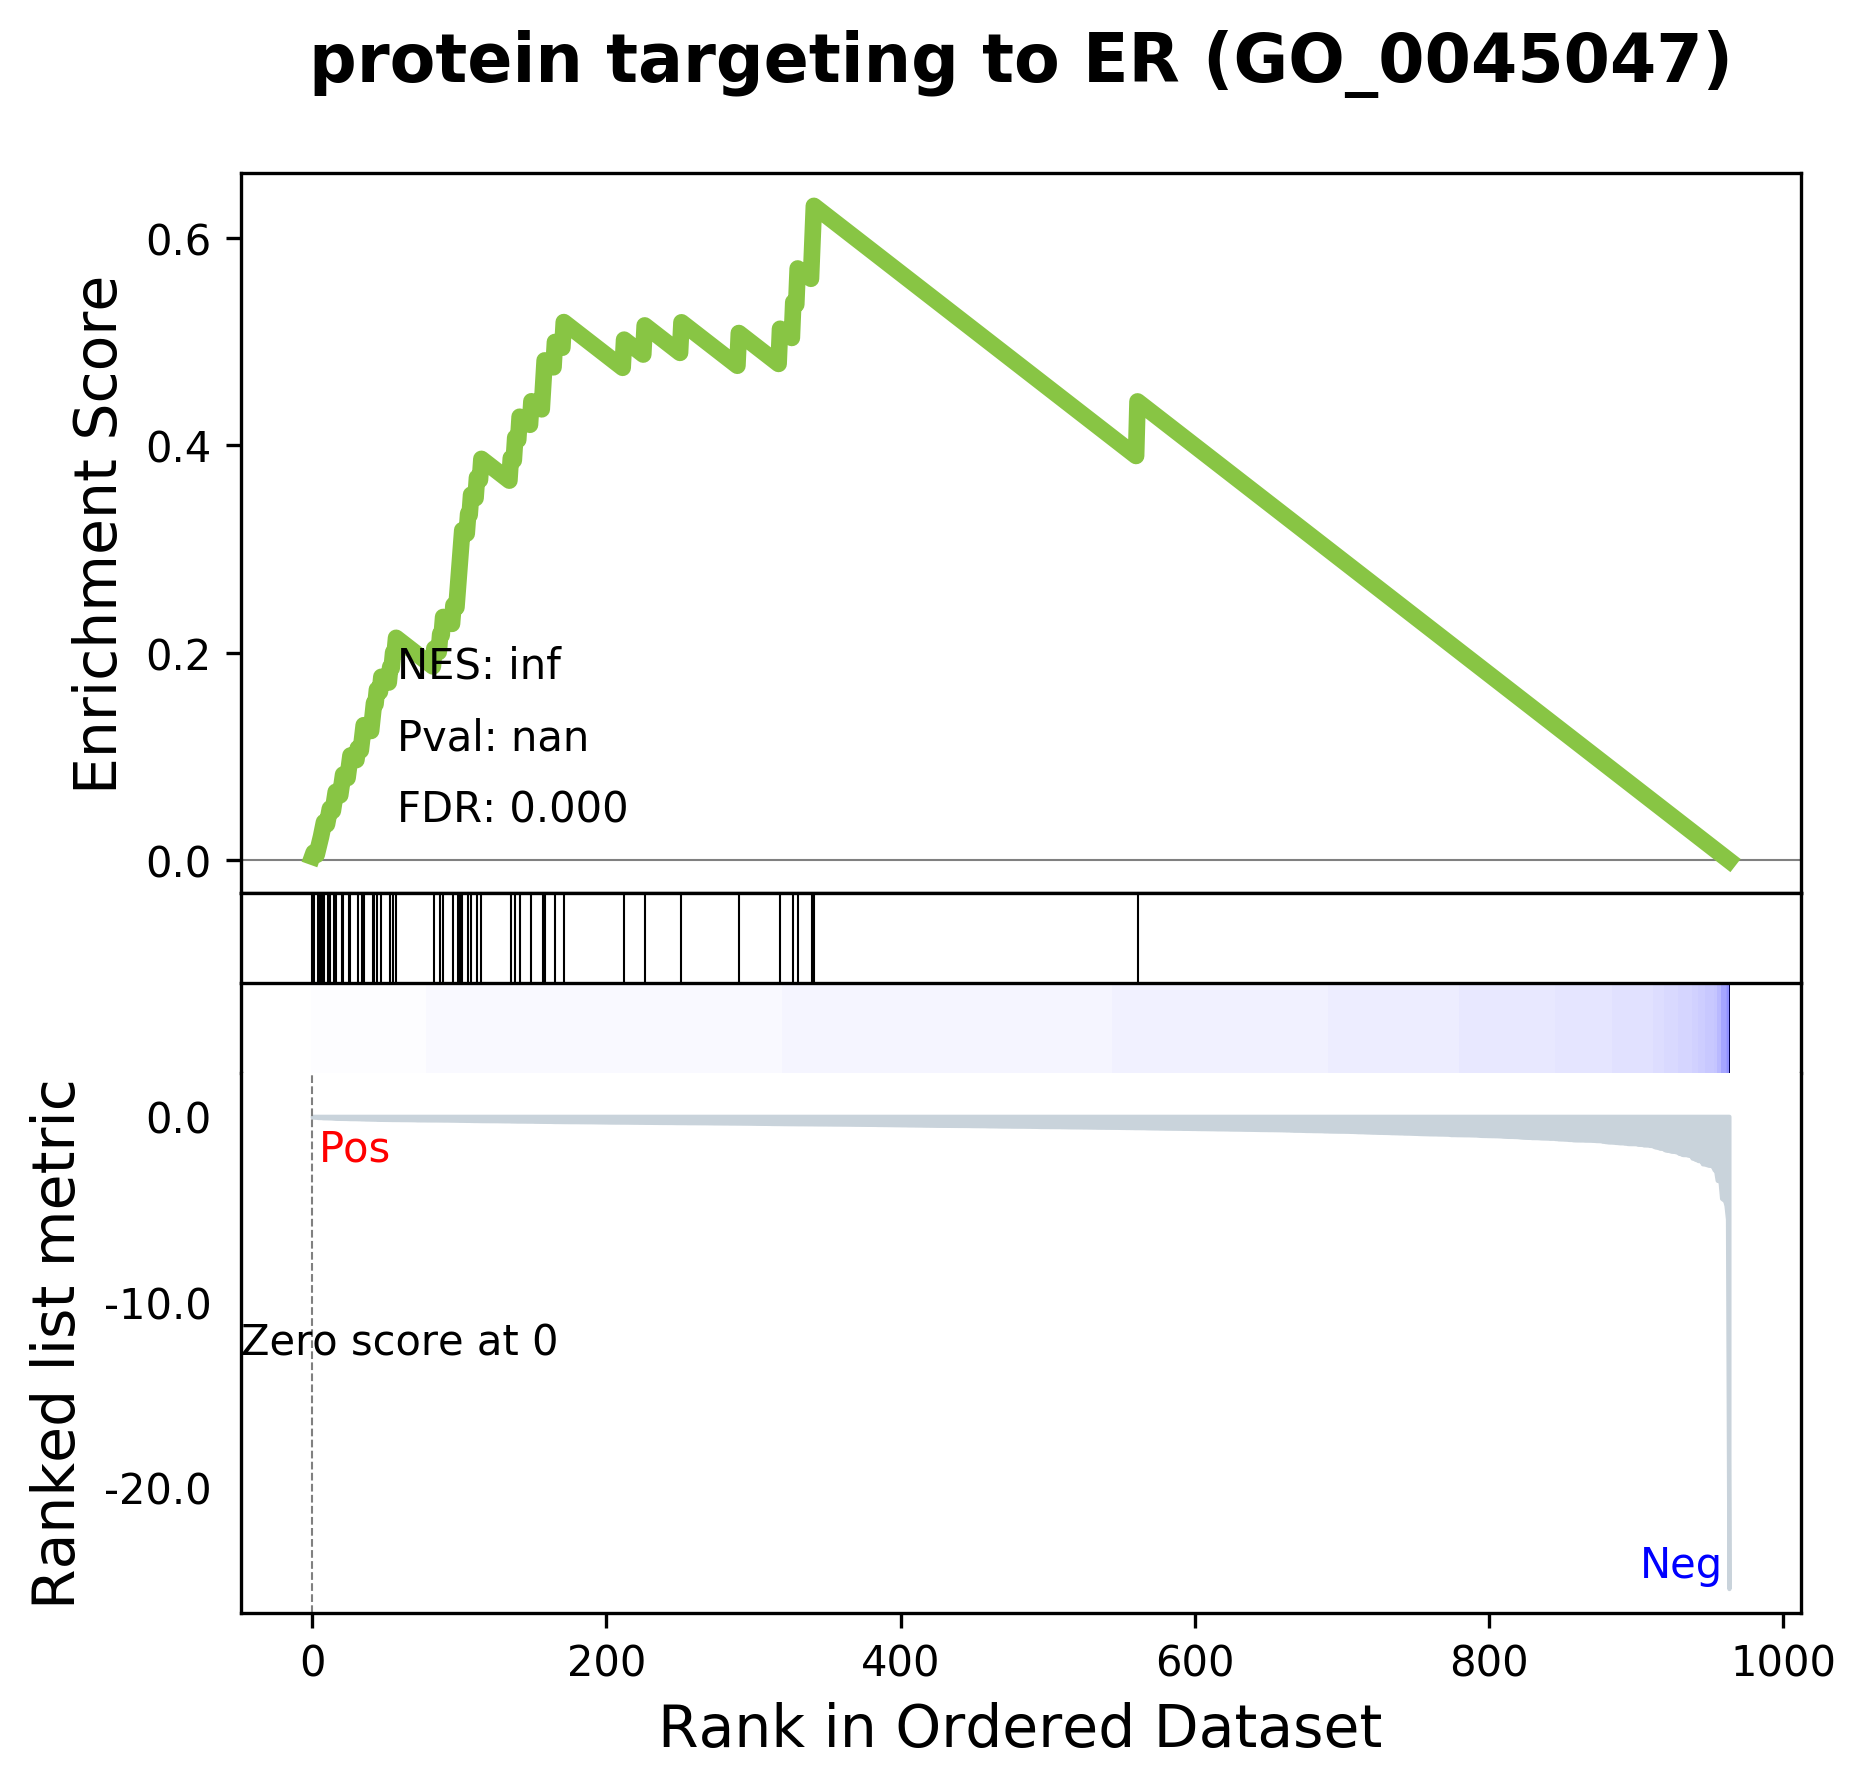 protein targeting to ER (GO_0045047)
Enrichment Score
0.6
0.4
0.2
0.0
NES: inf
Pval: nan
FDR: 0.000
Ranked list metric
0.0
-10.0
-20.0
Pos
Zero score at 0
Neg
0 200 400 600 800 1000
Rank in Ordered Dataset